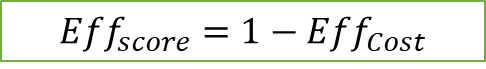 Eff_score = 1 − Eff_Cost